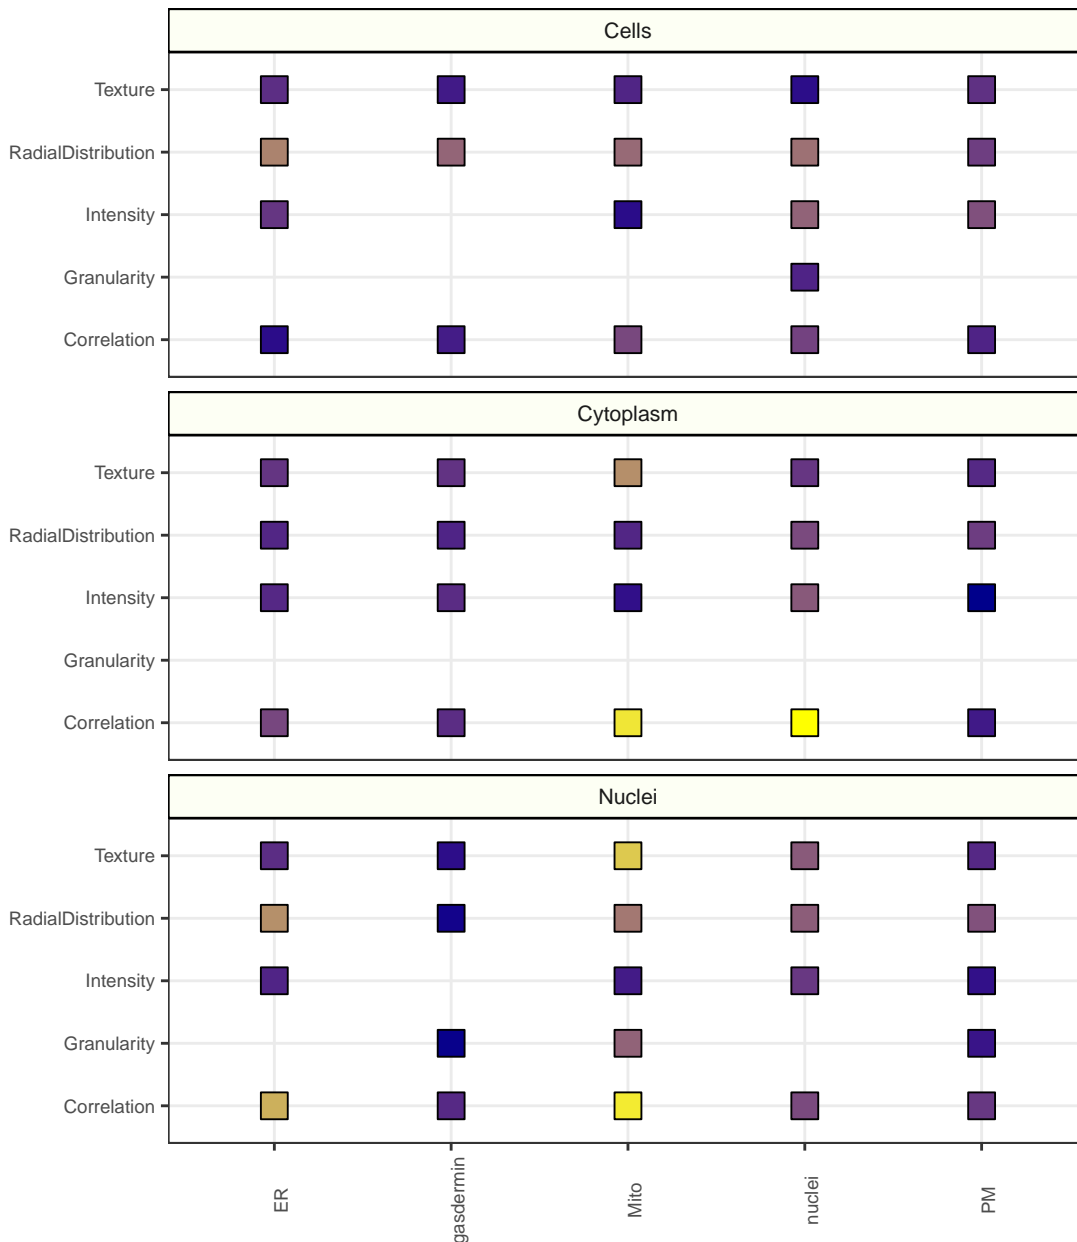 Cells
Texture
RadialDistribution
Intensity
Granularity
Correlation
Cytoplasm
Texture
RadialDistribution
Intensity
Granularity
Correlation
Nuclei
Texture
RadialDistribution
Intensity
Granularity
Correlation
ER
gasdermin
Mito
nuclei
PM